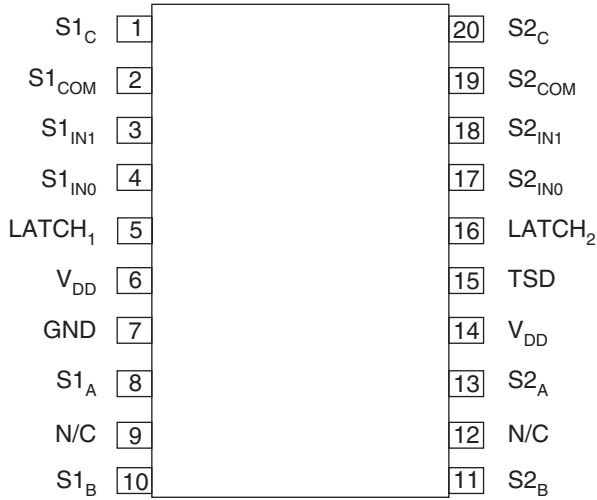 S1C 1 20 S2C
S1COM 2 19 S2COM
S1IN1 3 18 S2IN1
S1IN0 4 17 S2IN0
LATCH1 5 16 LATCH2
VDD 6 15 TSD
GND 7 14 VDD
S1A 8 13 S2A
N/C 9 12 N/C
S1B 10 11 S2B